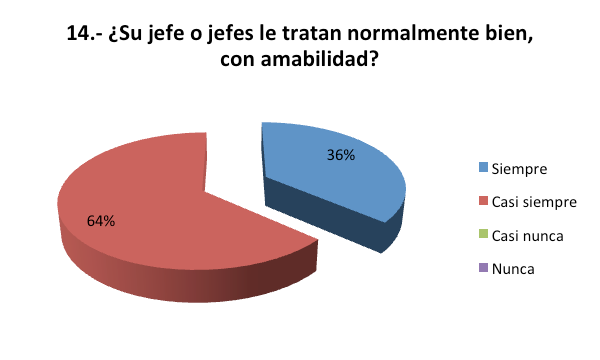 14.- ¿Su jefe o jefes le tratan normalmente bien,
con amabilidad?
36%
64%
Siempre
Casi siempre
Casi nunca
Nunca